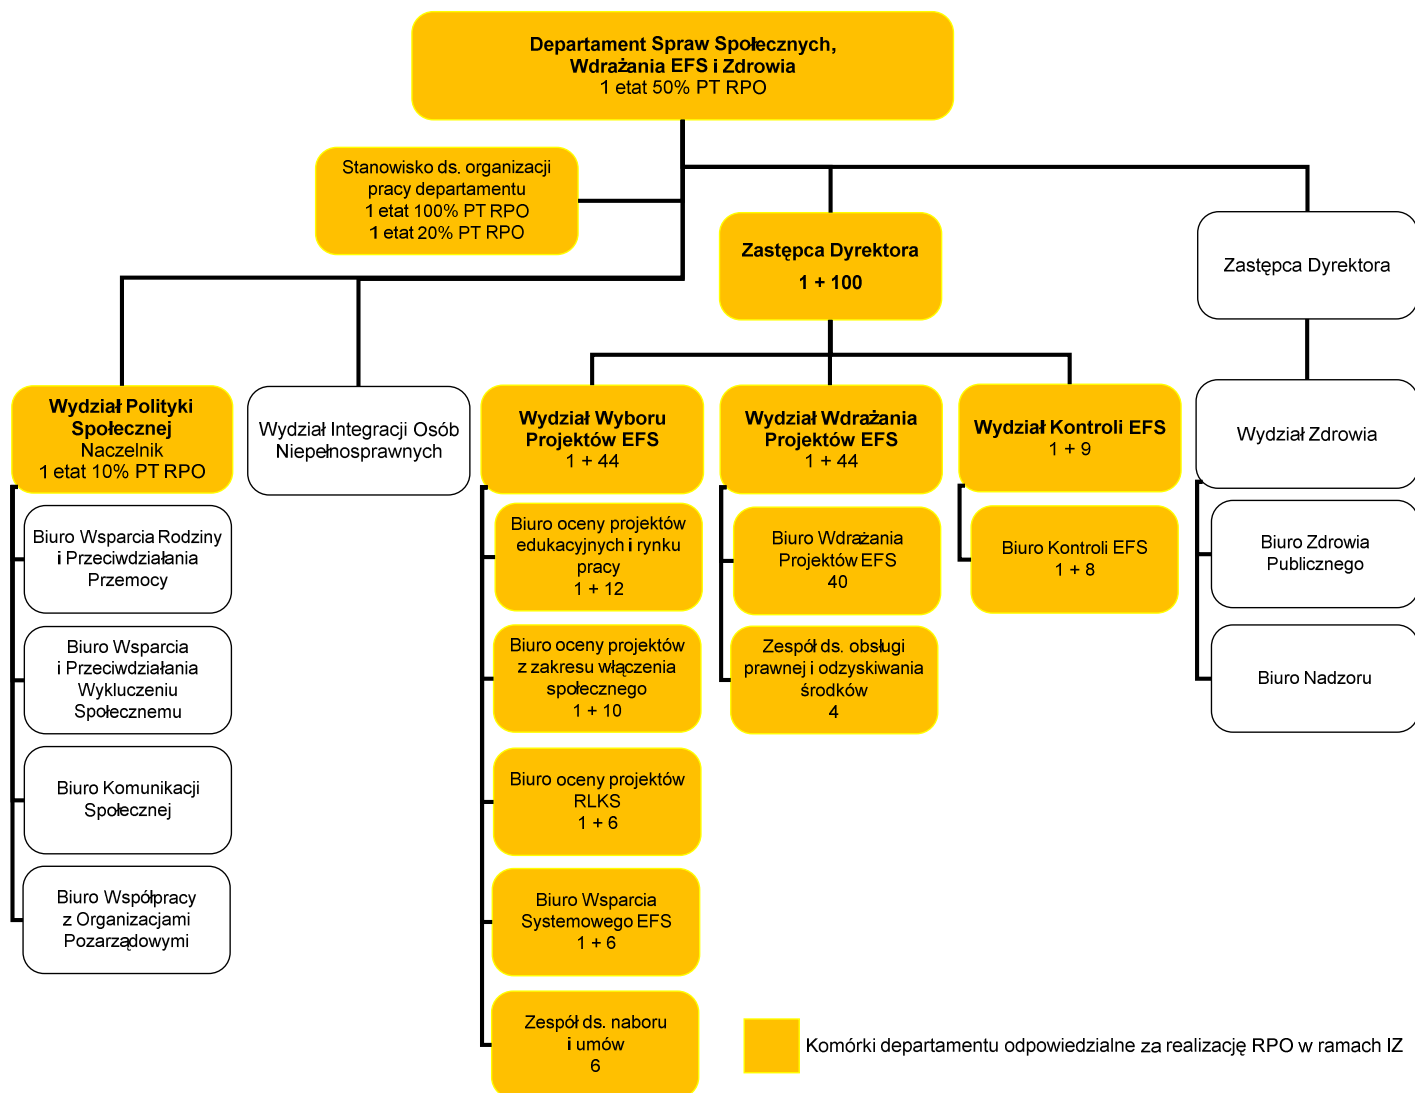 Departament Spraw Społecznych,
Wdrażania EFS i Zdrowia
1 etat 50% PT RPO
Stanowisko ds. organizacji
pracy departamentu
1 etat 100% PT RPO
1 etat 20% PT RPO
Zastępca Dyrektora
1 + 100
Zastępca Dyrektora
Wydział Polityki
Społecznej
Naczelnik
1 etat 10% PT RPO
Biuro Wsparcia Rodziny
i Przeciwdziałania
Przemocy
Biuro Wsparcia
i Przeciwdziałania
Wykluczeniu
Społecznemu
Biuro Komunikacji
Społecznej
Biuro Współpracy
z Organizacjami
Pozarządowymi
Wydział Integracji Osób
Niepełnosprawnych
Wydział Wyboru
Projektów EFS
1 + 44
Biuro oceny projektów
edukacyjnych i rynku
pracy
1 + 12
Biuro oceny projektów
z zakresu włączenia
społecznego
1 + 10
Biuro oceny projektów
RLKS
1 + 6
Biuro Wsparcia
Systemowego EFS
1 + 6
Zespół ds. naboru
i umów
6
Wydział Wdrażania
Projektów EFS
1 + 44
Biuro Wdrażania
Projektów EFS
40
Zespół ds. obsługi
prawnej i odzyskiwania
środków
4
Wydział Kontroli EFS
1 + 9
Biuro Kontroli EFS
1 + 8
Wydział Zdrowia
Biuro Zdrowia
Publicznego
Biuro Nadzoru
Komórki departamentu odpowiedzialne za realizację RPO w ramach IZ